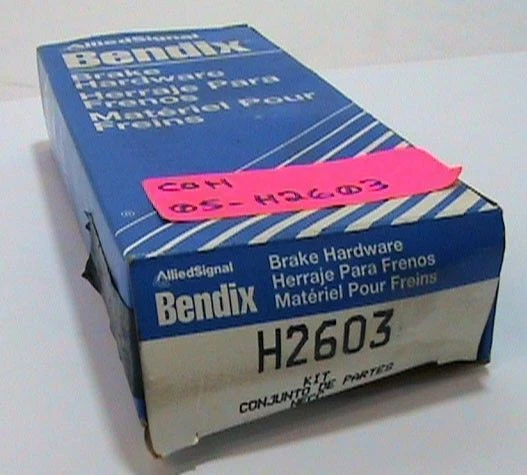 AlliedSignal
Bendix
Brake
Hardware
Herraje Para
Frenos
Matériel Pour
Freins
COH
05-H2603
®
AlliedSignal
Bendix
Brake Hardware
Herraje Para Frenos
Matériel Pour Freins
H2603
KIT
CONJUNTO DE PARTES